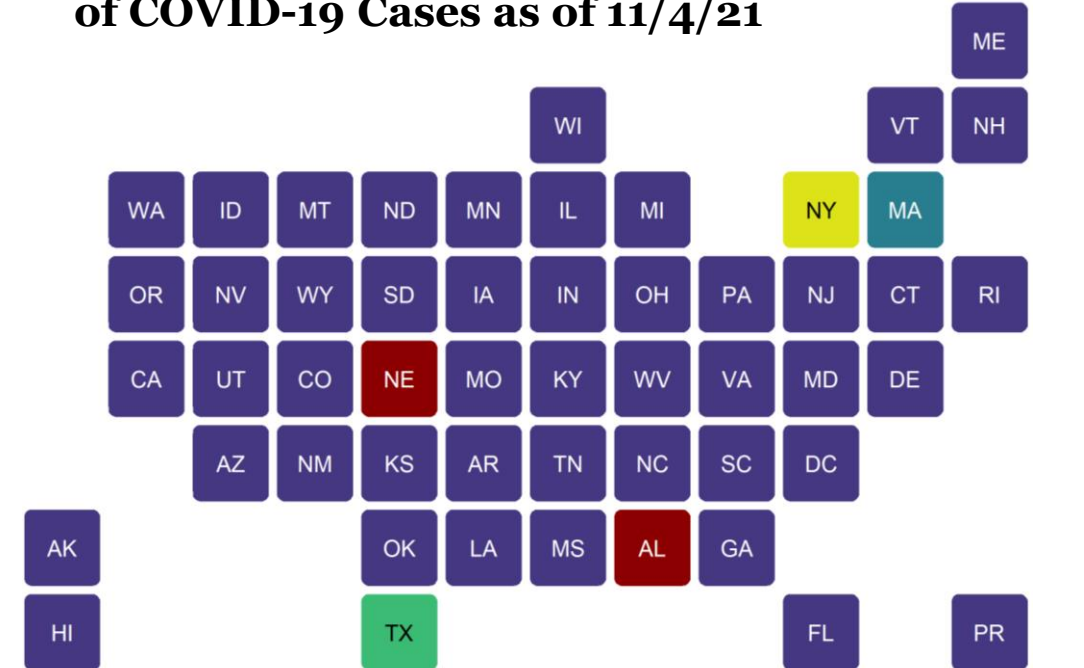 of COVID-19 Cases as of 11/4/21
ME
WI VT NH
WA ID MT ND MN IL MI NY MA
OR NV WY SD IA IN OH PA NJ CT RI
CA UT CO NE MO KY WV VA MD DE
AZ NM KS AR TN NC SC DC
AK OK LA MS AL GA
HI TX FL PR